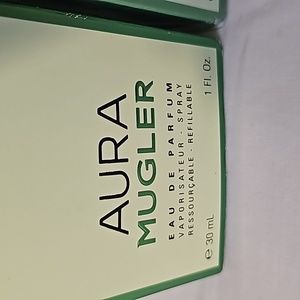 AURA
MUGLER
EAU DE PARFUM
VAPORISATEUR . SPRAY
RESSOURÇABLE . REFILLABLE
℮ 30 mL 1 Fl. Oz.